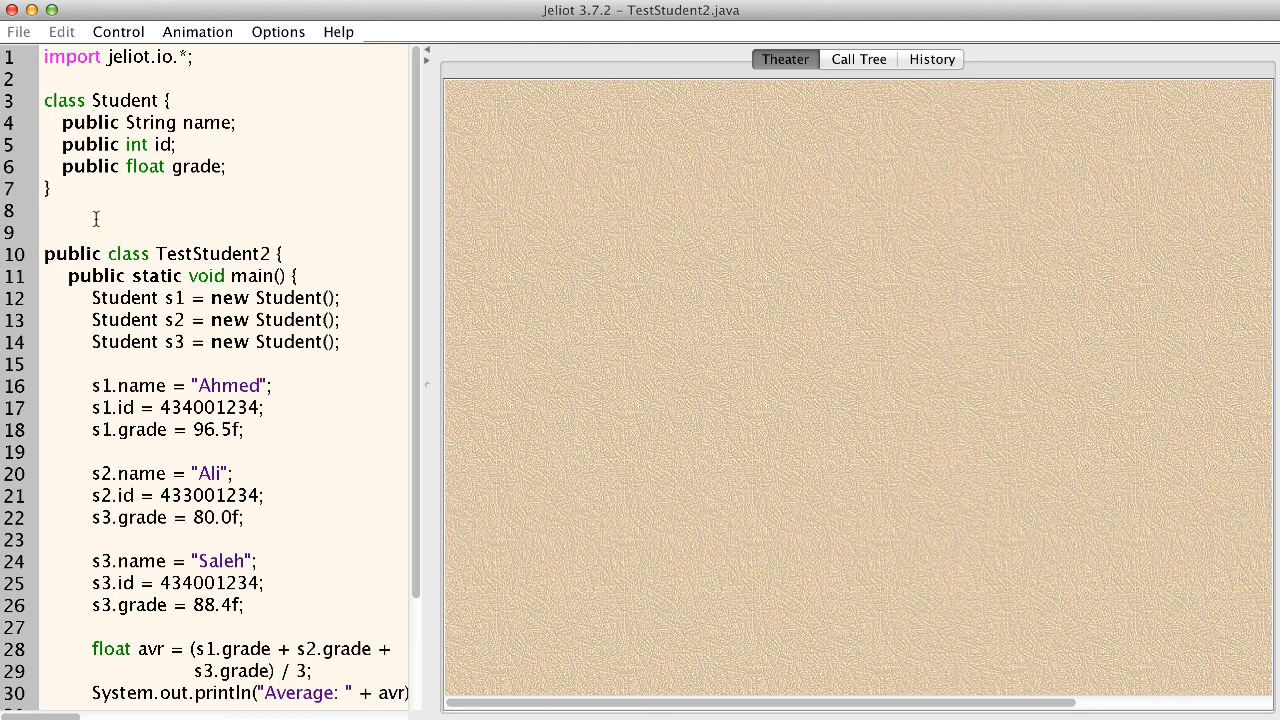 Jeliot 3.7.2 - TestStudent2.java
File Edit Control Animation Options Help
Theater Call Tree History
1 import jeliot.io.*;
2
3 class Student {
4 public String name;
5 public int id;
6 public float grade;
7 }
8
9
10 public class TestStudent2 {
11 public static void main() {
12 Student s1 = new Student();
13 Student s2 = new Student();
14 Student s3 = new Student();
15
16 s1.name = "Ahmed";
17 s1.id = 434001234;
18 s1.grade = 96.5f;
19
20 s2.name = "Ali";
21 s2.id = 433001234;
22 s3.grade = 80.0f;
23
24 s3.name = "Saleh";
25 s3.id = 434001234;
26 s3.grade = 88.4f;
27
28 float avr = (s1.grade + s2.grade +
29 s3.grade) / 3;
30 System.out.println("Average: " + avr)